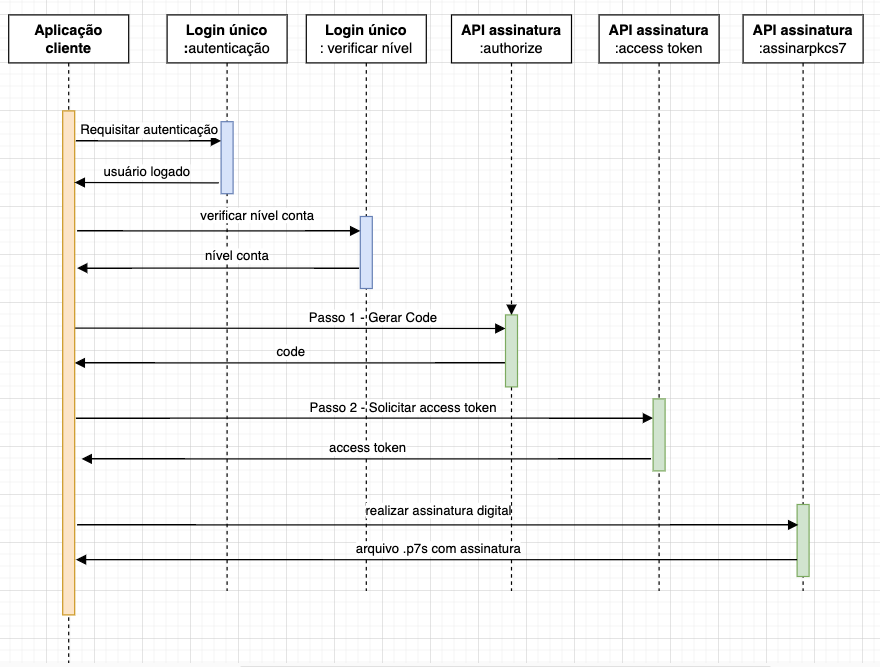 Aplicação
cliente
Login único
:autenticação
Login único
: verificar nível
API assinatura
:authorize
API assinatura
:access token
API assinatura
:assinarpkcs7
Requisitar autenticação
usuário logado
verificar nível conta
nível conta
Passo 1 - Gerar Code
code
Passo 2 - Solicitar access token
access token
realizar assinatura digital
arquivo .p7s com assinatura